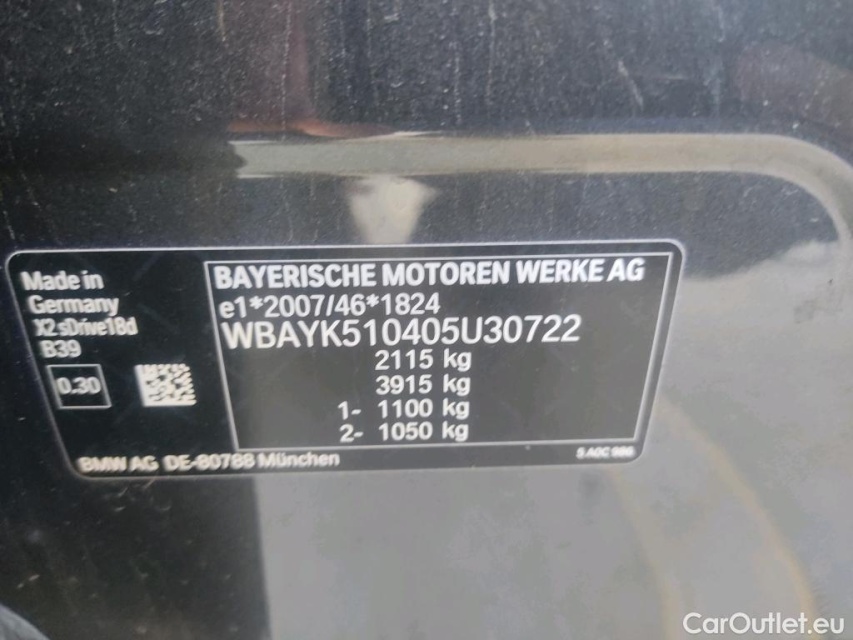 Made in
Germany
X2 sDrive18d
B39
0.30
BAYERISCHE MOTOREN WERKE AG
e1*2007/46*1824
WBAYK510405U30722
2115 kg
3915 kg
1- 1100 kg
2- 1050 kg
BMW AG DE-80788 München
CarOutlet.eu